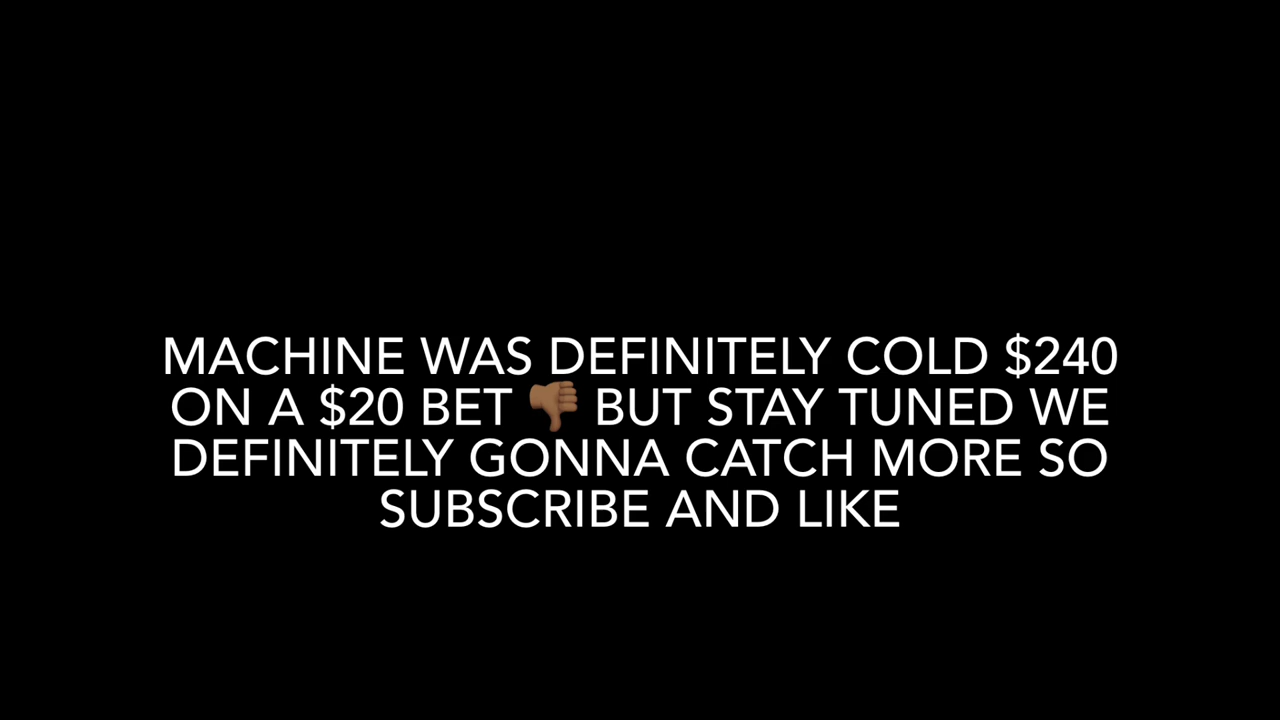 MACHINE WAS DEFINITELY COLD $240
ON A $20 BET 👎🏽 BUT STAY TUNED WE
DEFINITELY GONNA CATCH MORE SO
SUBSCRIBE AND LIKE